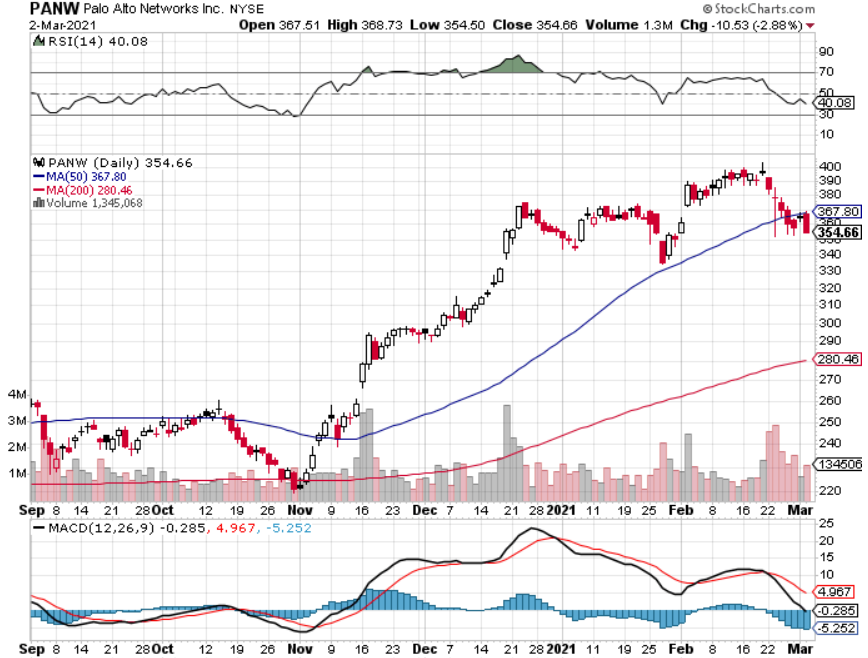 PANW Palo Alto Networks Inc. NYSE © StockCharts.com
2-Mar-2021 Open 367.51 High 368.73 Low 354.50 Close 354.66 Volume 1.3M Chg -10.53 (-2.88%)
RSI(14) 40.08
90
70
50
40.08
30
10
PANW (Daily) 354.66
MA(50) 367.80
MA(200) 280.46
Volume 1,345,068
400
390
380
367.80
360
354.66
340
330
320
310
300
290
280.46
270
260
250
240
134506
220
4M
3M
2M
1M
Sep 8 14 21 28 Oct 12 19 26 Nov 9 16 23 Dec 7 14 21 28 2021 11 19 25 Feb 8 16 22 Mar
MACD(12,26,9) -0.285, 4.967, -5.252
25
20
15
10
4.967
-0.285
-5.252
Sep 8 14 21 28 Oct 12 19 26 Nov 9 16 23 Dec 7 14 21 28 2021 11 19 25 Feb 8 16 22 Mar